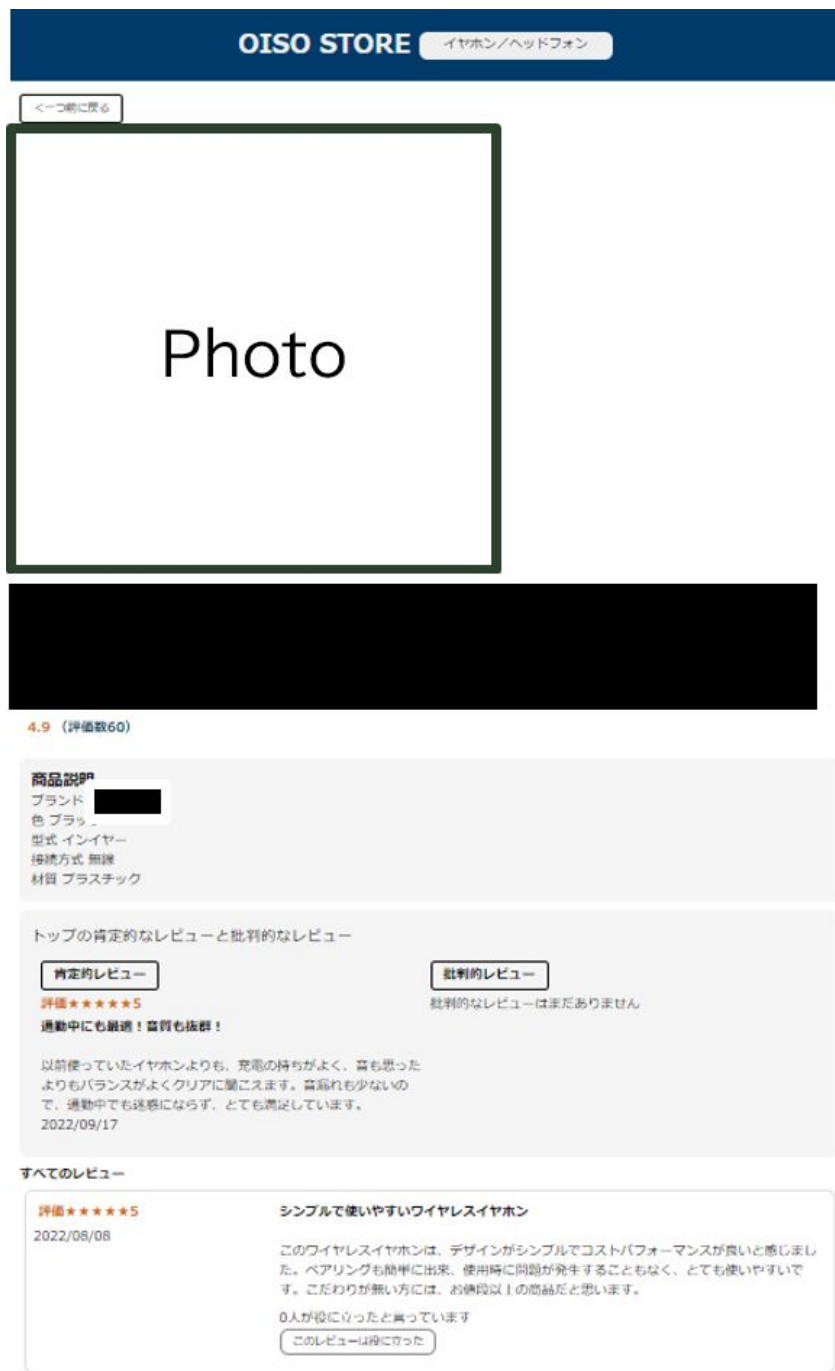 OISO STORE イヤホン/ヘッドフォン
<一つ前に戻る
Photo
4.9 (評価数60)
商品説明
ブランド
色 ブラック
型式 インイヤー
接続方式 無線
材質 プラスチック
トップの肯定的なレビューと批判的なレビュー
肯定的レビュー
評価★★★★★5
通勤中にも最適!音質も抜群!
以前使っていたイヤホンよりも、充電の持ちがよく、音も思った
よりもバランスがよくクリアに聞こえます。音漏れも少ないの
で、通勤中でも迷惑にならず、とても満足しています。
2022/09/17
批判的レビュー
批判的なレビューはまだありません
すべてのレビュー
評価★★★★★5
2022/08/08
シンプルで使いやすいワイヤレスイヤホン
このワイヤレスイヤホンは、デザインがシンプルでコストパフォーマンスが良いと感じまし
た。ペアリングも簡単に出来、使用時に問題が発生することもなく、とても使いやすいで
す。こだわりが無い方には、お値段以上の商品だと思います。
0人が役に立ったと言っています
このレビューは役に立った